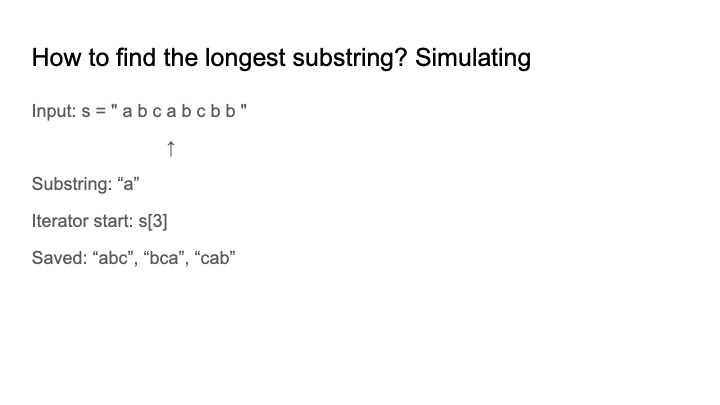 How to find the longest substring? Simulating
Input: s = " a b c a b c b b "
↑
Substring: “a”
Iterator start: s[3]
Saved: “abc”, “bca”, “cab”